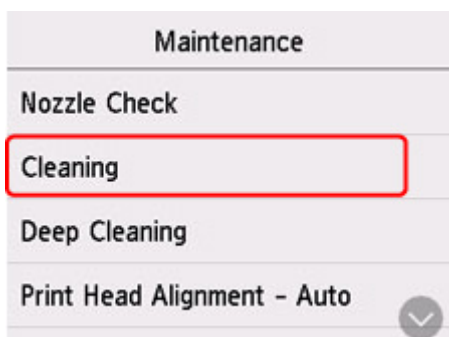 Maintenance
Nozzle Check
Cleaning
Deep Cleaning
Print Head Alignment - Auto